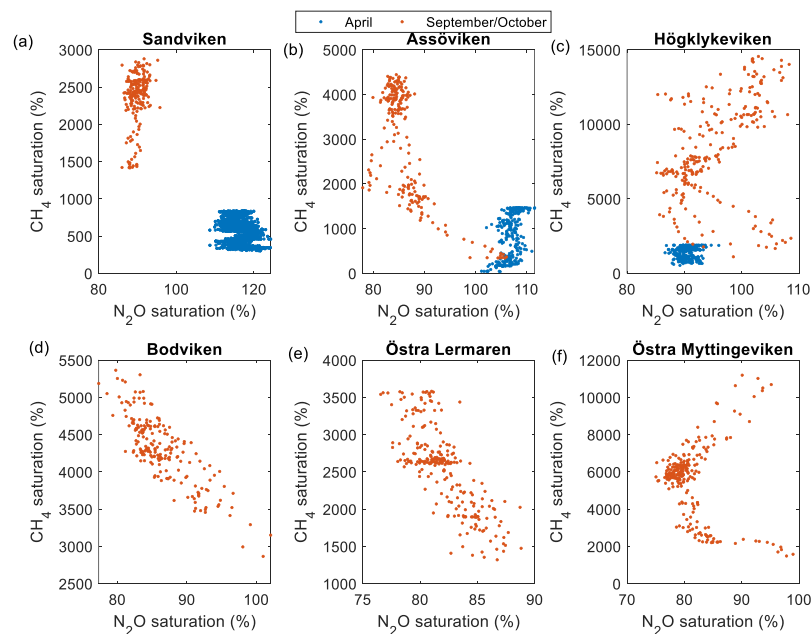 April September/October
(a) Sandviken
3000
2500
2000
1500
1000
500
0
80 100 120
CH4 saturation (%)
N2O saturation (%)
(b) Assöviken
5000
4000
3000
2000
1000
0
80 90 100 110
CH4 saturation (%)
N2O saturation (%)
(c) Högklykeviken
15000
10000
5000
0
80 90 100 110
CH4 saturation (%)
N2O saturation (%)
(d) Bodviken
5500
5000
4500
4000
3500
3000
2500
80 90 100
CH4 saturation (%)
N2O saturation (%)
(e) Östra Lermaren
4000
3500
3000
2500
2000
1500
1000
75 80 85 90
CH4 saturation (%)
N2O saturation (%)
(f) Östra Myttingeviken
12000
10000
8000
6000
4000
2000
0
70 80 90 100
CH4 saturation (%)
N2O saturation (%)